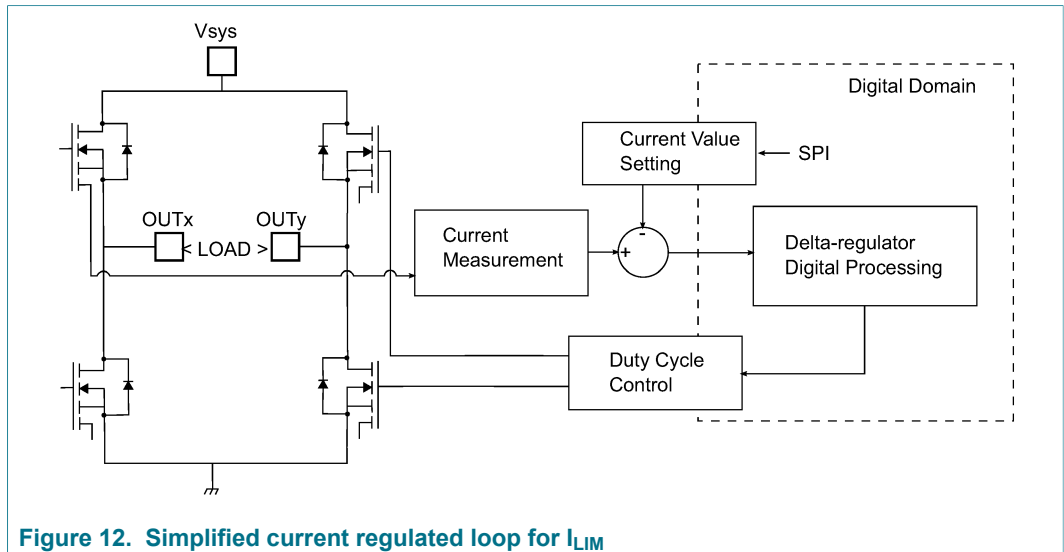 Vsys
Digital Domain
Current Value
Setting
SPI
OUTx
OUTy
< LOAD >
Current
Measurement
+
-
Delta-regulator
Digital Processing
Duty Cycle
Control
Figure 12. Simplified current regulated loop for ILIM